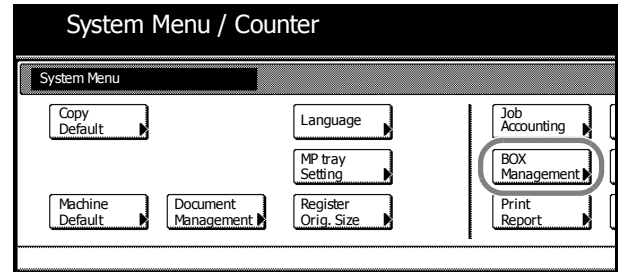 System Menu / Counter
System Menu
Copy
Default
Language
Job
Accounting
MP tray
Setting
BOX
Management
Machine
Default
Document
Management
Register
Orig. Size
Print
Report